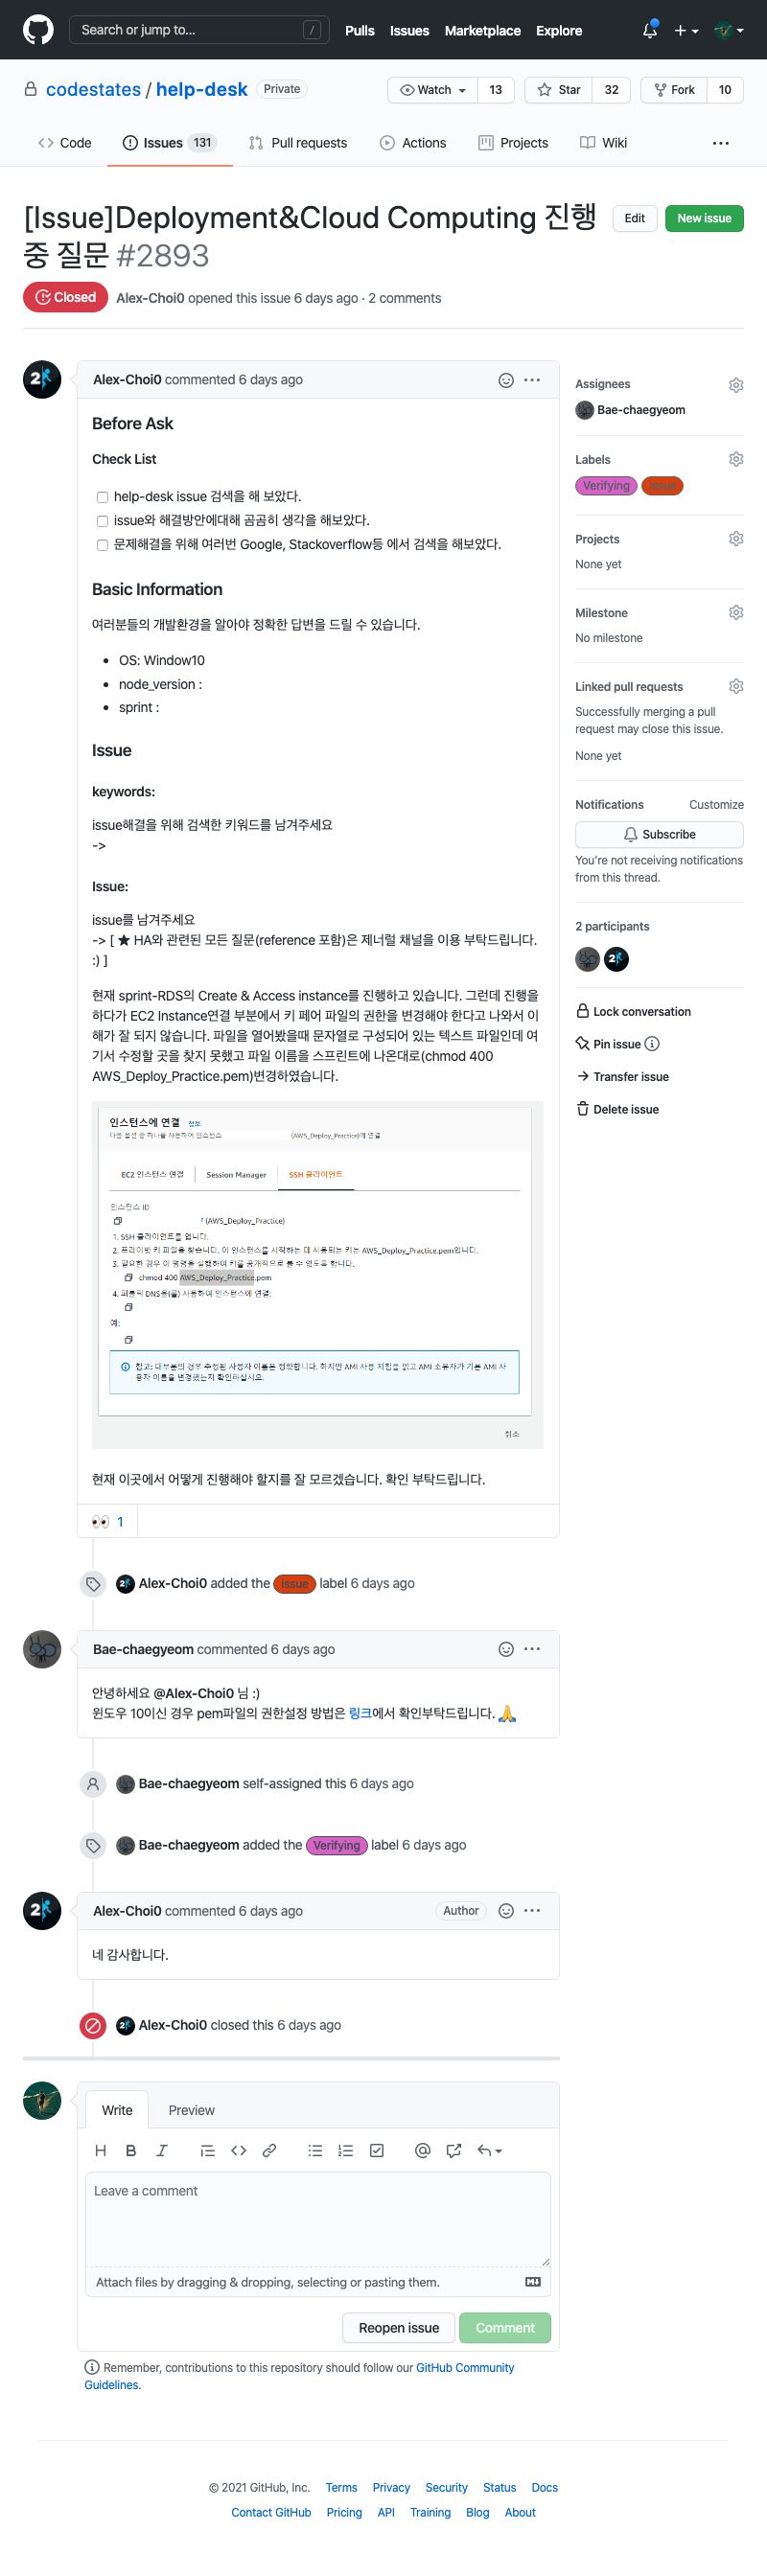 Search or jump to... /
Pulls Issues Marketplace Explore
codestates / help-desk Private
Watch 13 Star 32 Fork 10
Code Issues 131 Pull requests Actions Projects Wiki ...
[Issue]Deployment&Cloud Computing 진행
중 질문 #2893
Edit New issue
Closed Alex-Choi0 opened this issue 6 days ago · 2 comments
Alex-Choi0 commented 6 days ago
Before Ask
Check List
help-desk issue 검색을 해 보았다.
issue와 해결방안에대해 곰곰히 생각을 해보았다.
문제해결을 위해 여러번 Google, Stackoverflow등 에서 검색을 해보았다.
Basic Information
여러분들의 개발환경을 알아야 정확한 답변을 드릴 수 있습니다.
• OS: Window10
• node_version :
• sprint :
Issue
keywords:
issue해결을 위해 검색한 키워드를 남겨주세요
->
Issue:
issue를 남겨주세요
-> [ ★ HA와 관련된 모든 질문(reference 포함)은 제너럴 채널을 이용 부탁드립니다.
:) ]
현재 sprint-RDS의 Create & Access instance를 진행하고 있습니다. 그런데 진행을
하다가 EC2 Instance연결 부분에서 키 페어 파일의 권한을 변경해야 한다고 나와서 이
해가 잘 되지 않습니다. 파일을 열어봤을때 문자열로 구성되어 있는 텍스트 파일인데 여
기서 수정할 곳을 찾지 못했고 파일 이름을 스프린트에 나온대로(chmod 400
AWS_Deploy_Practice.pem)변경하였습니다.
인스턴스에 연결 정보
다음 옵션 중 하나를 사용하여 인스턴스 (AWS_Deploy_Practice)에 연결
EC2 인스턴스 연결 Session Manager SSH 클라이언트
인스턴스 ID
(AWS_Deploy_Practice)
1. SSH 클라이언트를 엽니다.
2. 프라이빗 키 파일을 찾습니다. 이 인스턴스를 시작하는 데 사용되는 키는 AWS_Deploy_Practice.pem입니다.
3. 필요한 경우 이 명령을 실행하여 키를 공개적으로 볼 수 없도록 합니다.
chmod 400 AWS_Deploy_Practice.pem
4. 퍼블릭 DNS을(를) 사용하여 인스턴스에 연결:
예:
참고: 대부분의 경우 추정된 사용자 이름은 정확합니다. 하지만 AMI 사용 지침을 읽고 AMI 소유자가 기본 AMI 사
용자 이름을 변경했는지 확인하십시오.
취소
현재 이곳에서 어떻게 진행해야 할지를 잘 모르겠습니다. 확인 부탁드립니다.
👀 1
Alex-Choi0 added the issue label 6 days ago
Bae-chaegyeom commented 6 days ago
안녕하세요 @Alex-Choi0 님 :)
윈도우 10이신 경우 pem파일의 권한설정 방법은 링크에서 확인부탁드립니다. 🙏
Bae-chaegyeom self-assigned this 6 days ago
Bae-chaegyeom added the Verifying label 6 days ago
Alex-Choi0 commented 6 days ago Author
네 감사합니다.
Alex-Choi0 closed this 6 days ago
Write Preview
Leave a comment
Attach files by dragging & dropping, selecting or pasting them.
Reopen issue Comment
Remember, contributions to this repository should follow our GitHub Community
Guidelines.
Assignees
Bae-chaegyeom
Labels
Verifying issue
Projects
None yet
Milestone
No milestone
Linked pull requests
Successfully merging a pull
request may close this issue.
None yet
Notifications Customize
Subscribe
You're not receiving notifications
from this thread.
2 participants
Lock conversation
Pin issue
Transfer issue
Delete issue
© 2021 GitHub, Inc. Terms Privacy Security Status Docs
Contact GitHub Pricing API Training Blog About